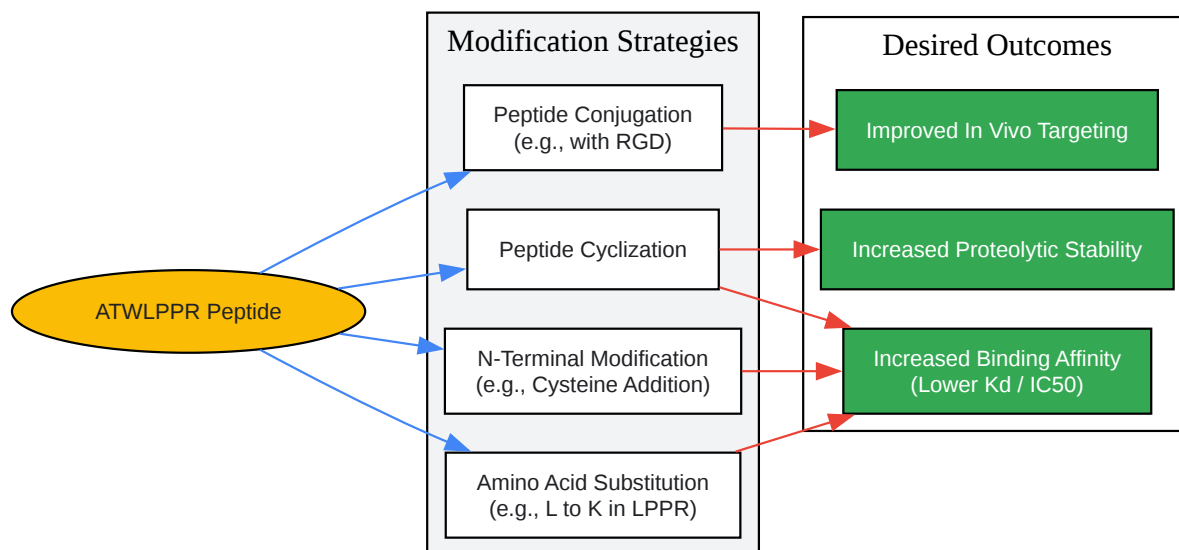 Modification Strategies
Desired Outcomes
Peptide Conjugation
(e.g., with RGD)
Improved In Vivo Targeting
Peptide Cyclization
Increased Proteolytic Stability
ATWLPPR Peptide
N-Terminal Modification
(e.g., Cysteine Addition)
Increased Binding Affinity
(Lower Kd / IC50)
Amino Acid Substitution
(e.g., L to K in LPPR)